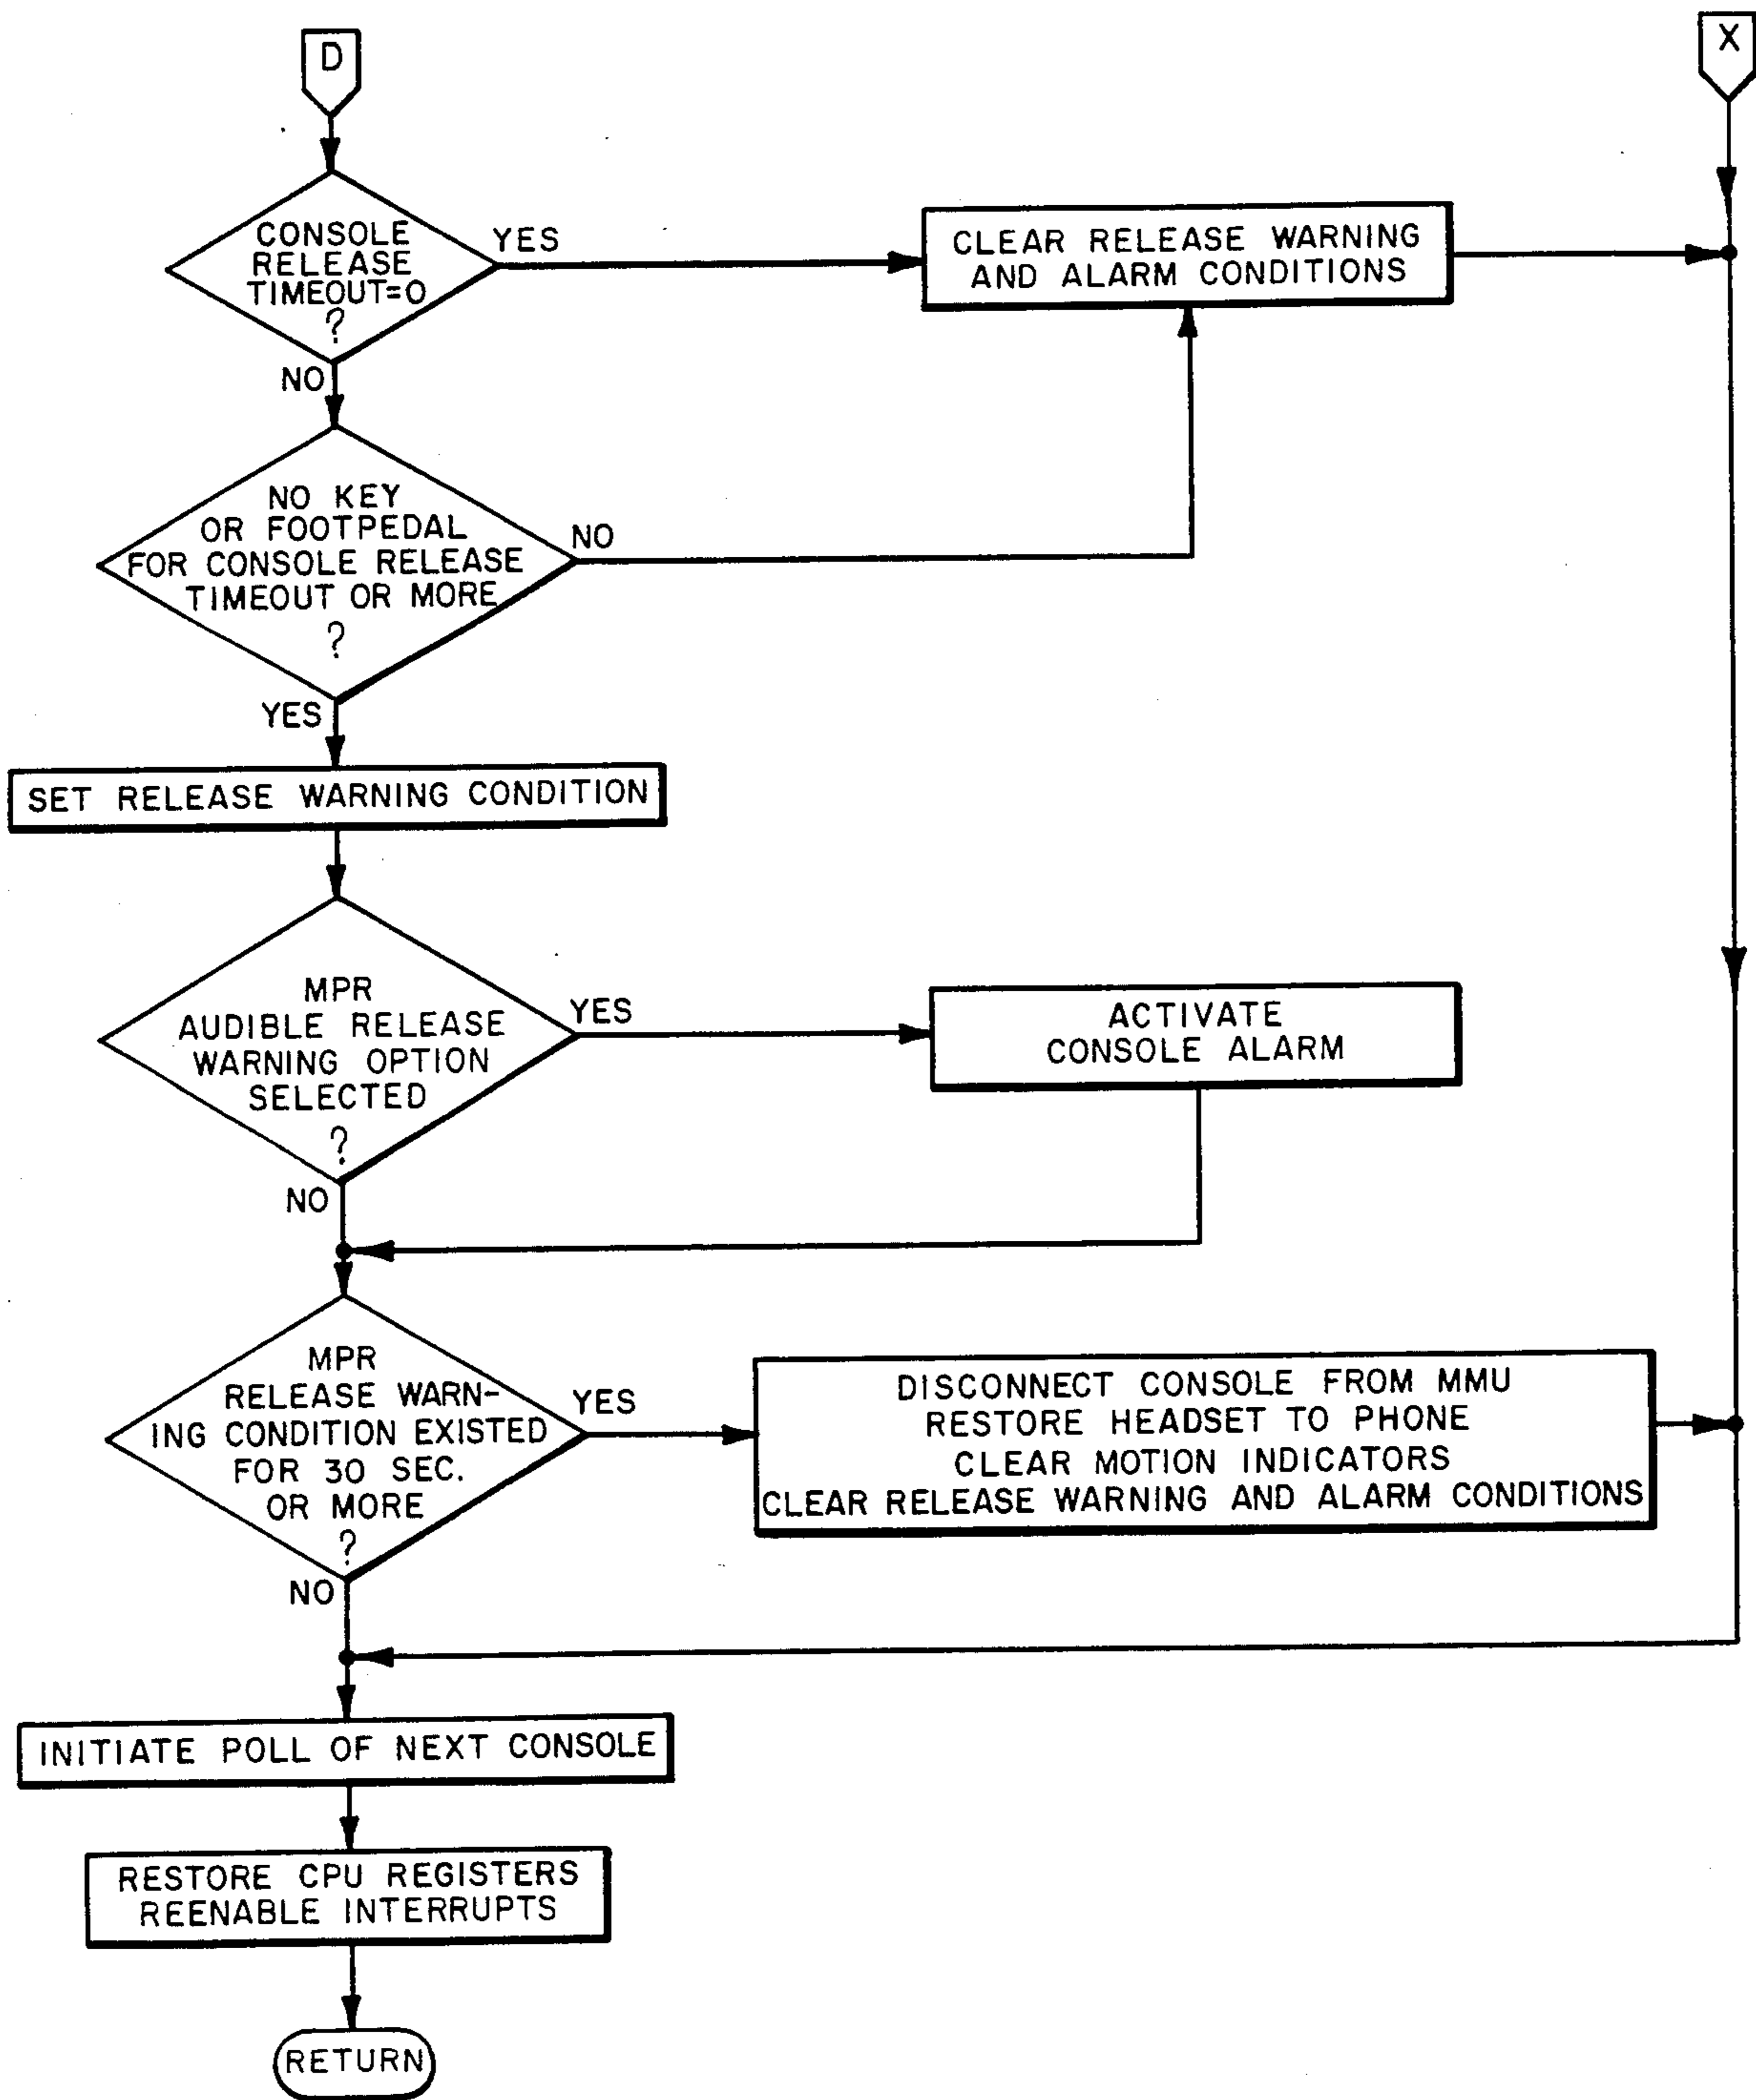 D
X
CONSOLE
RELEASE
TIMEOUT=0
?
YES
NO
CLEAR RELEASE WARNING
AND ALARM CONDITIONS
NO KEY
OR FOOTPEDAL
FOR CONSOLE RELEASE
TIMEOUT OR MORE
?
NO
YES
SET RELEASE WARNING CONDITION
MPR
AUDIBLE RELEASE
WARNING OPTION
SELECTED
?
YES
NO
ACTIVATE
CONSOLE ALARM
MPR
RELEASE WARN-
ING CONDITION EXISTED
FOR 30 SEC.
OR MORE
?
YES
NO
DISCONNECT CONSOLE FROM MMU
RESTORE HEADSET TO PHONE
CLEAR MOTION INDICATORS
CLEAR RELEASE WARNING AND ALARM CONDITIONS
INITIATE POLL OF NEXT CONSOLE
RESTORE CPU REGISTERS
REENABLE INTERRUPTS
RETURN